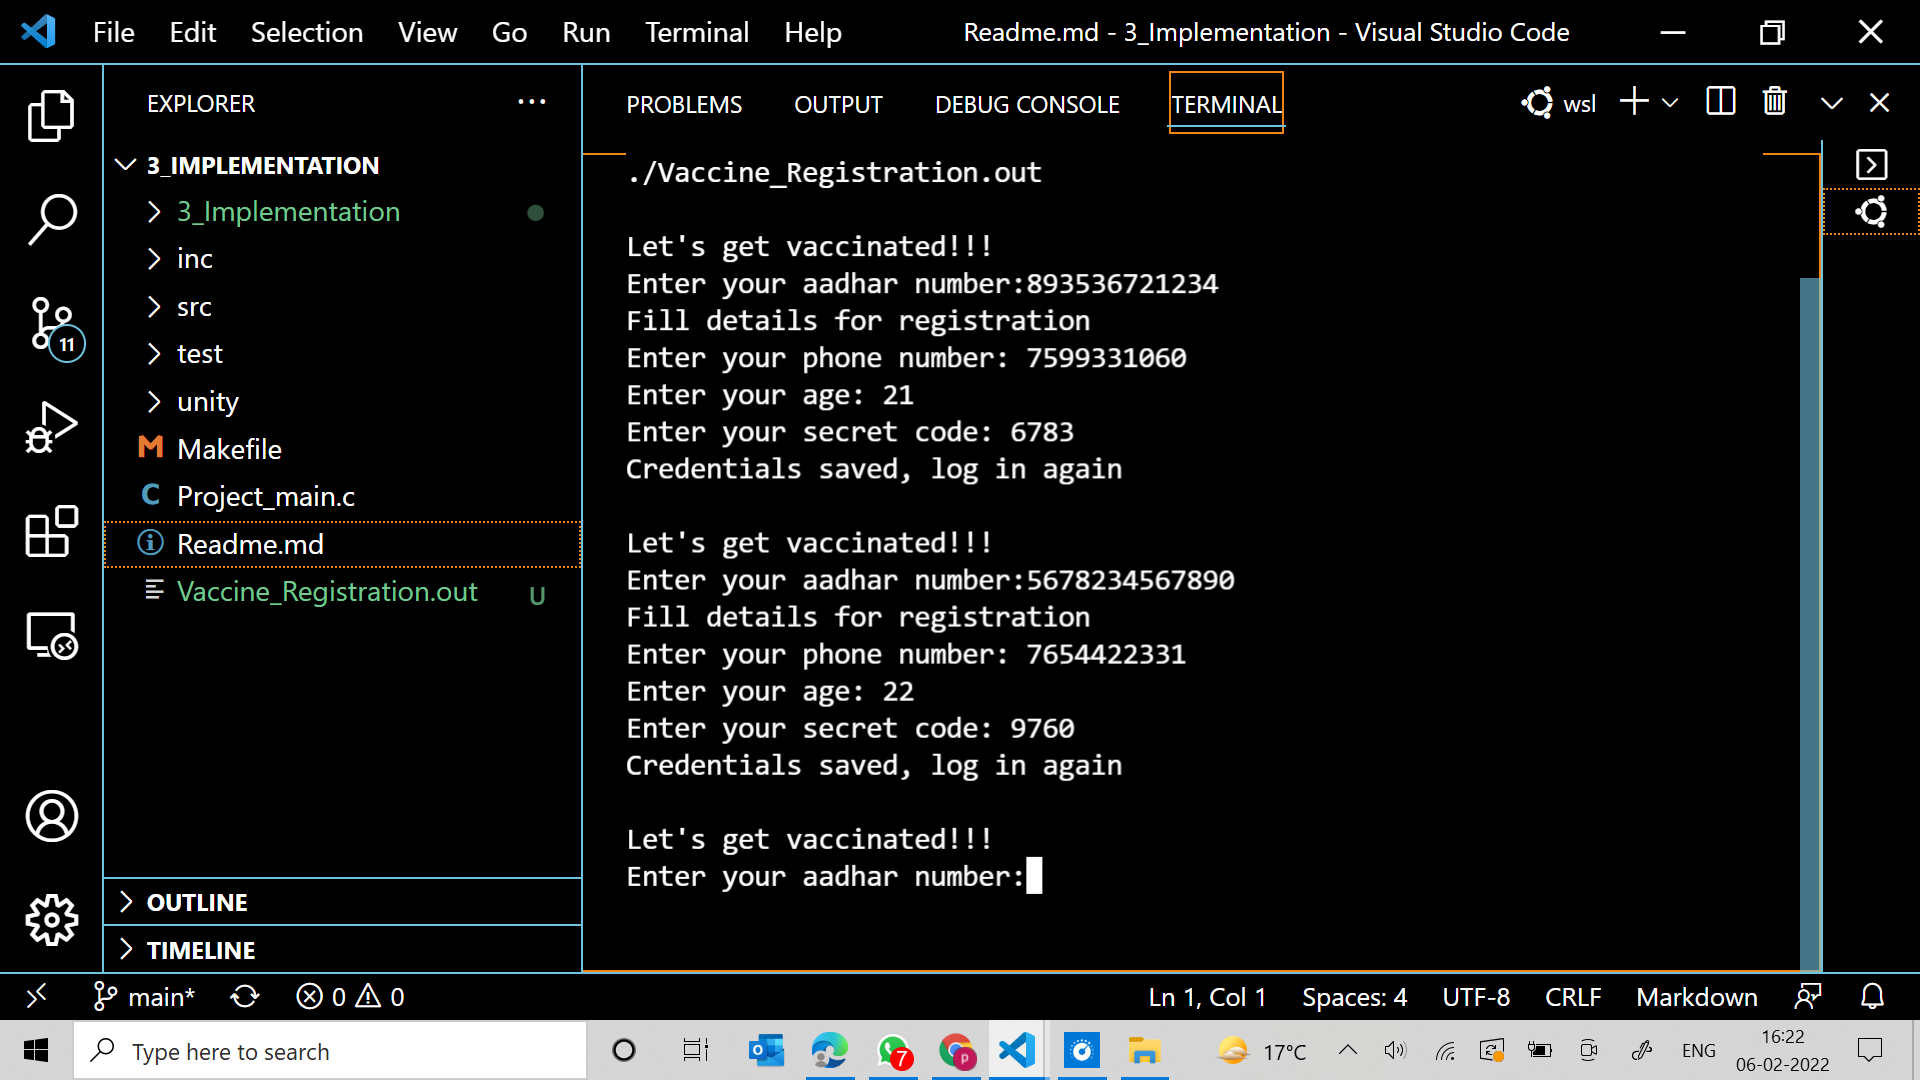 File Edit Selection View Go Run Terminal Help Readme.md - 3_Implementation - Visual Studio Code
EXPLORER
3_IMPLEMENTATION
3_Implementation
inc
src
11
test
unity
Makefile
Project_main.c
Readme.md
Vaccine_Registration.out U
OUTLINE
TIMELINE
PROBLEMS OUTPUT DEBUG CONSOLE TERMINAL wsl
./Vaccine_Registration.out
Let's get vaccinated!!!
Enter your aadhar number:893536721234
Fill details for registration
Enter your phone number: 7599331060
Enter your age: 21
Enter your secret code: 6783
Credentials saved, log in again
Let's get vaccinated!!!
Enter your aadhar number:5678234567890
Fill details for registration
Enter your phone number: 7654422331
Enter your age: 22
Enter your secret code: 9760
Credentials saved, log in again
Let's get vaccinated!!!
Enter your aadhar number:
main* 0 0 Ln 1, Col 1 Spaces: 4 UTF-8 CRLF Markdown
Type here to search 7 p 17°C ENG 16:22
06-02-2022